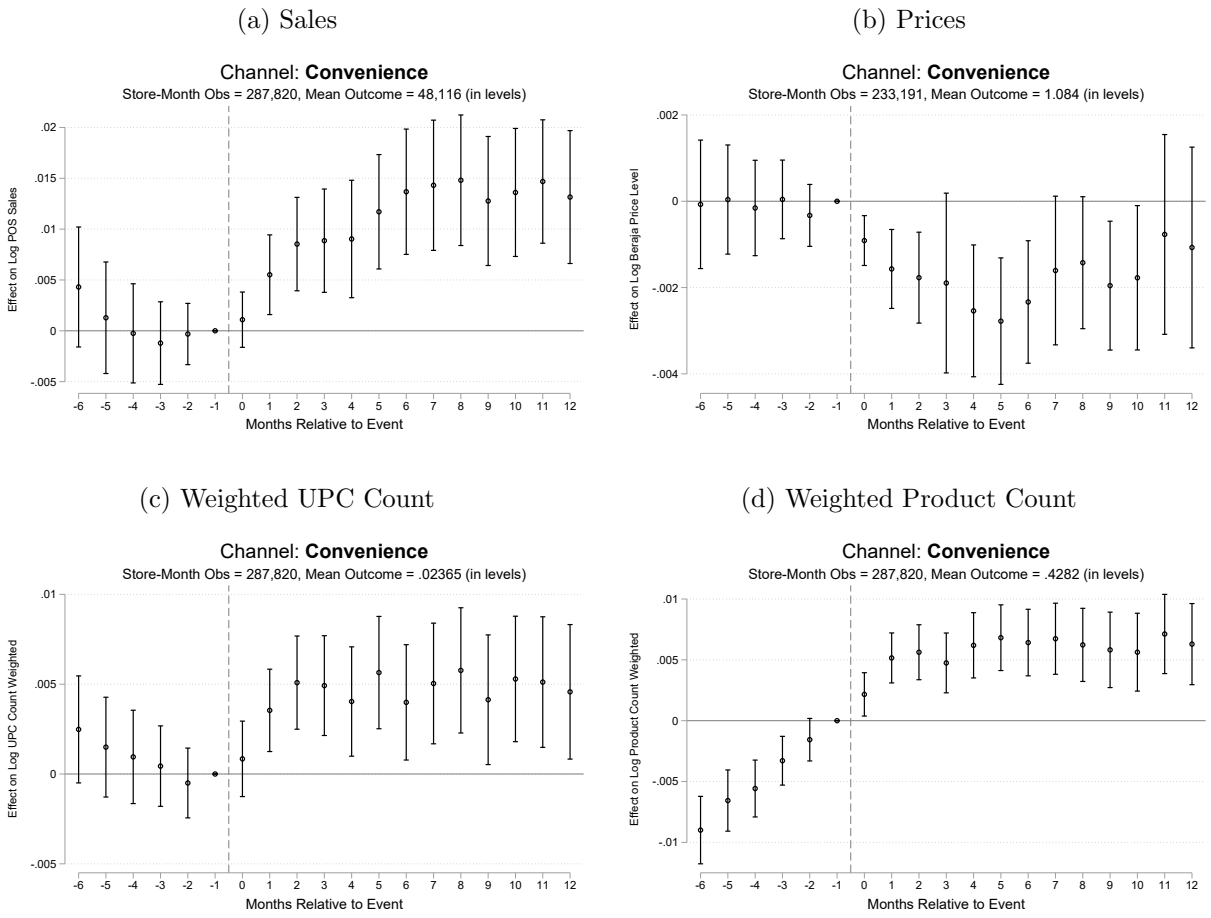 (a) Sales
Channel: Convenience
Store-Month Obs = 287,820, Mean Outcome = 48,116 (in levels)
Effect on Log POS Sales
.02
.015
.01
.005
0
-.005
-6 -5 -4 -3 -2 -1 0 1 2 3 4 5 6 7 8 9 10 11 12
Months Relative to Event
(b) Prices
Channel: Convenience
Store-Month Obs = 233,191, Mean Outcome = 1.084 (in levels)
Effect on Log Beraja Price Level
.002
0
-.002
-.004
-6 -5 -4 -3 -2 -1 0 1 2 3 4 5 6 7 8 9 10 11 12
Months Relative to Event
(c) Weighted UPC Count
Channel: Convenience
Store-Month Obs = 287,820, Mean Outcome = .02365 (in levels)
Effect on Log UPC Count Weighted
.01
.005
0
-.005
-6 -5 -4 -3 -2 -1 0 1 2 3 4 5 6 7 8 9 10 11 12
Months Relative to Event
(d) Weighted Product Count
Channel: Convenience
Store-Month Obs = 287,820, Mean Outcome = .4282 (in levels)
Effect on Log Product Count Weighted
.01
.005
0
-.005
-.01
-6 -5 -4 -3 -2 -1 0 1 2 3 4 5 6 7 8 9 10 11 12
Months Relative to Event